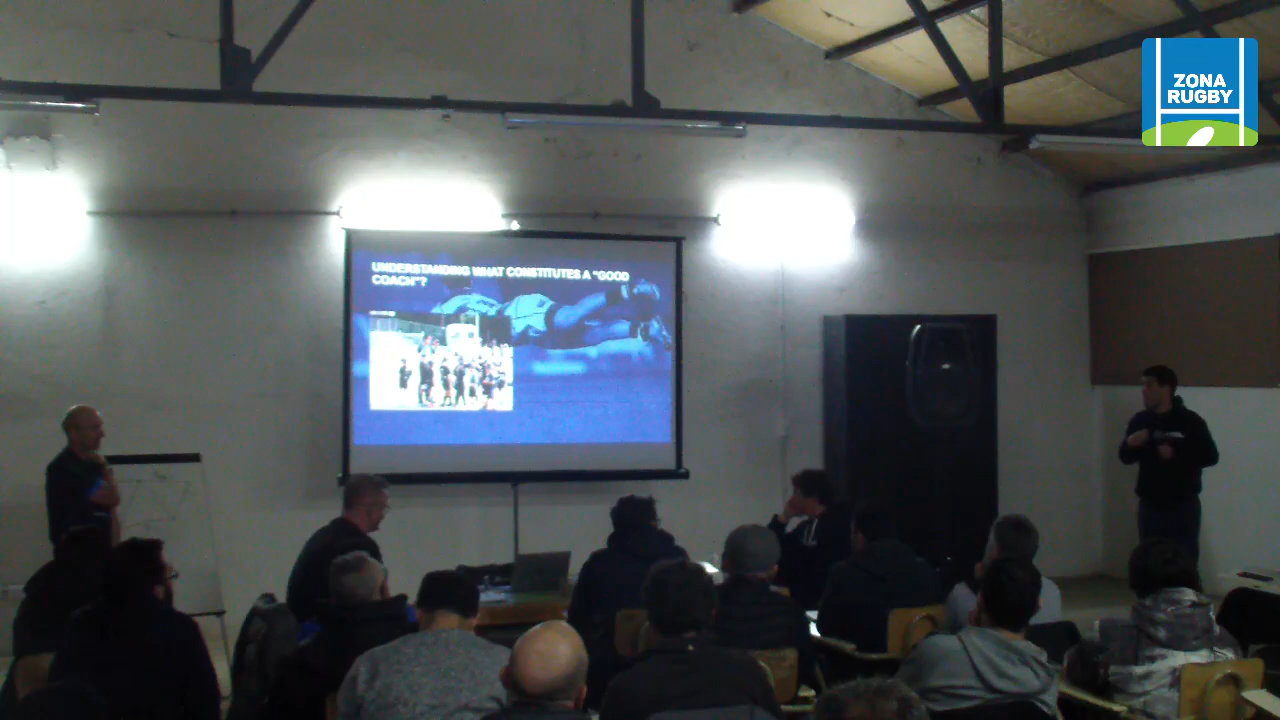 ZONA
RUGBY
UNDERSTANDING WHAT CONSTITUTES A "GOOD
COACH"?